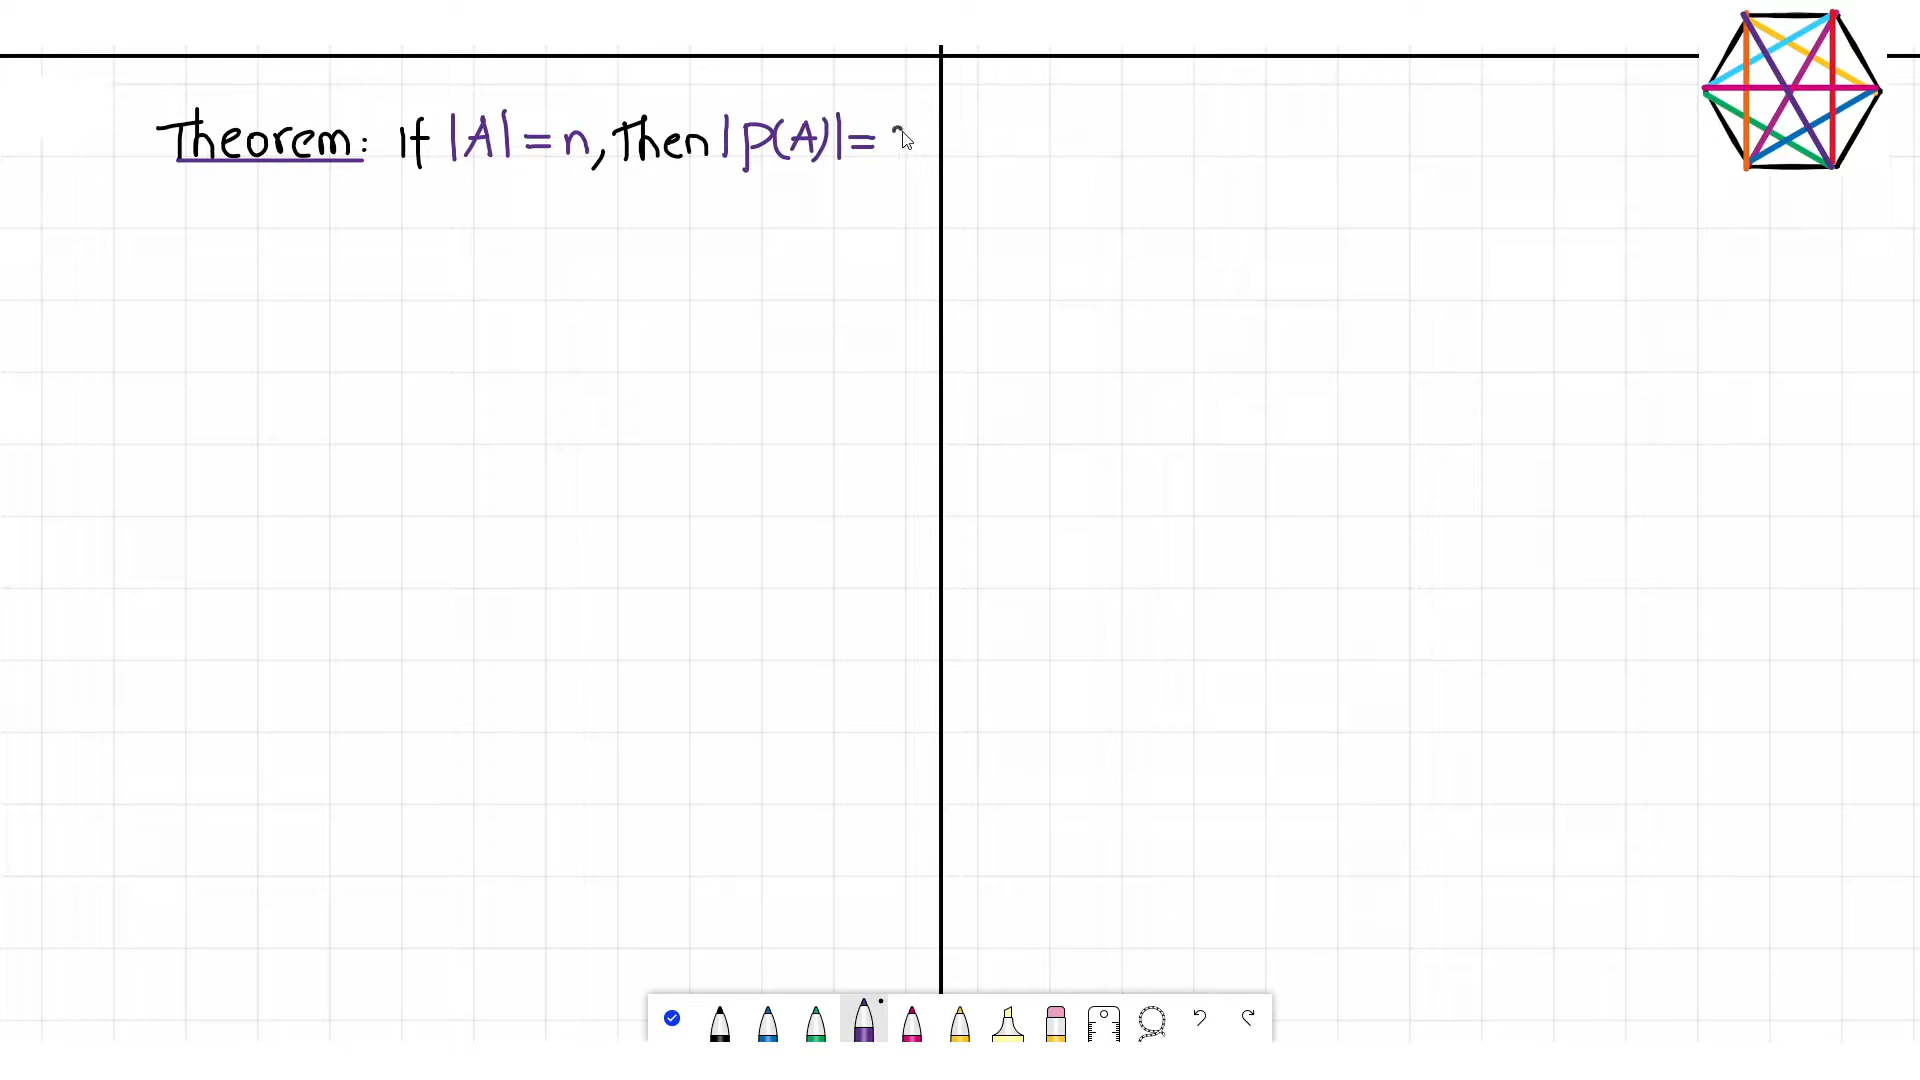 Theorem: If |A| = n, Then |P(A)| =